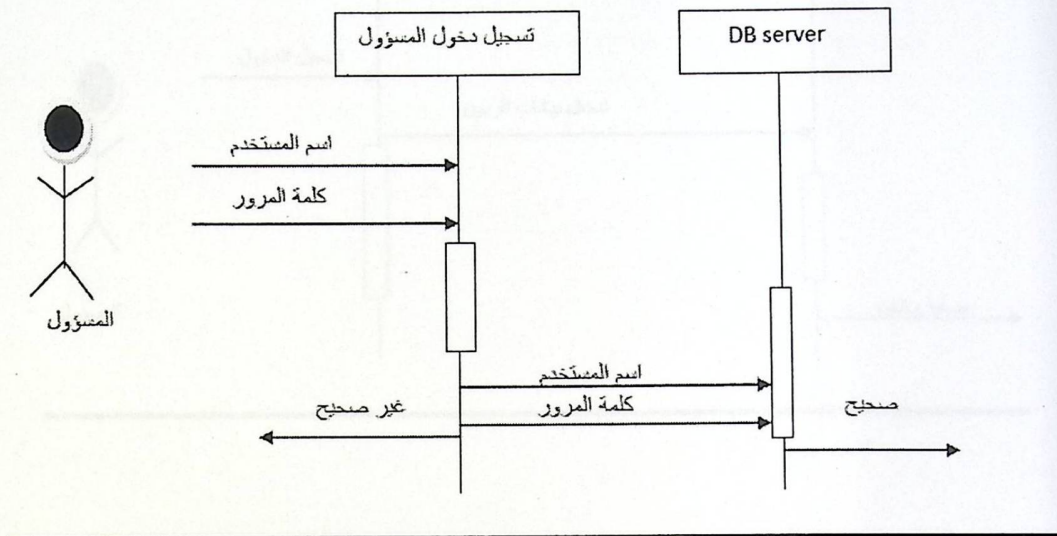 تسجيل دخول المسؤول
DB server
اسم المستخدم
كلمة المرور
المسؤول
اسم المستخدم
كلمة المرور
غير صحيح
صحيح